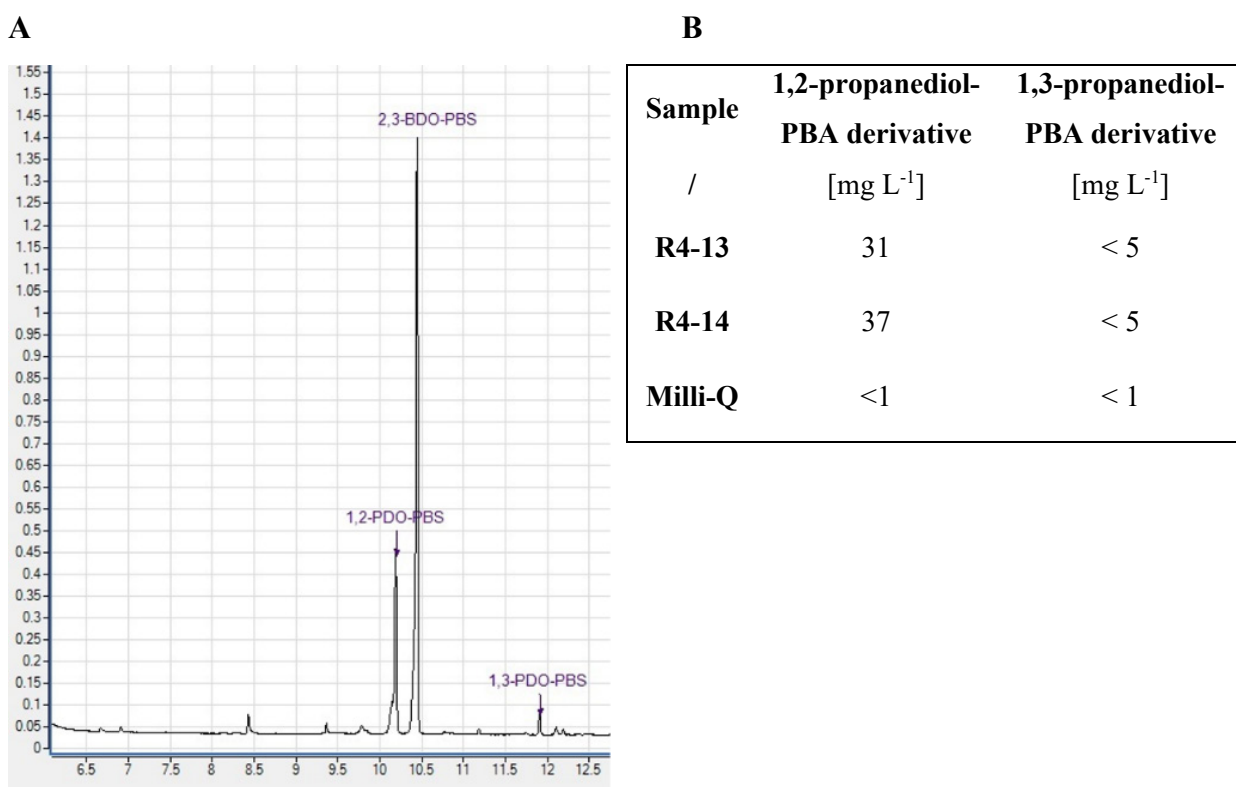 A
B
1.55
1.5
1.45
1.4
1.35
1.3
1.25
1.2
1.15
1.1
1.05
1
0.95
0.9
0.85
0.8
0.75
0.7
0.65
0.6
0.55
0.5
0.45
0.4
0.35
0.3
0.25
0.2
0.15
0.1
0.05
0
2,3-BDO-PBS
1,2-PDO-PBS
1,3-PDO-PBS
6.5 7 7.5 8 8.5 9 9.5 10 10.5 11 11.5 12 12.5
Sample 1,2-propanediol-PBA derivative 1,3-propanediol-PBA derivative
/ [mg L⁻¹] [mg L⁻¹]
R4-13 31 < 5
R4-14 37 < 5
Milli-Q <1 < 1